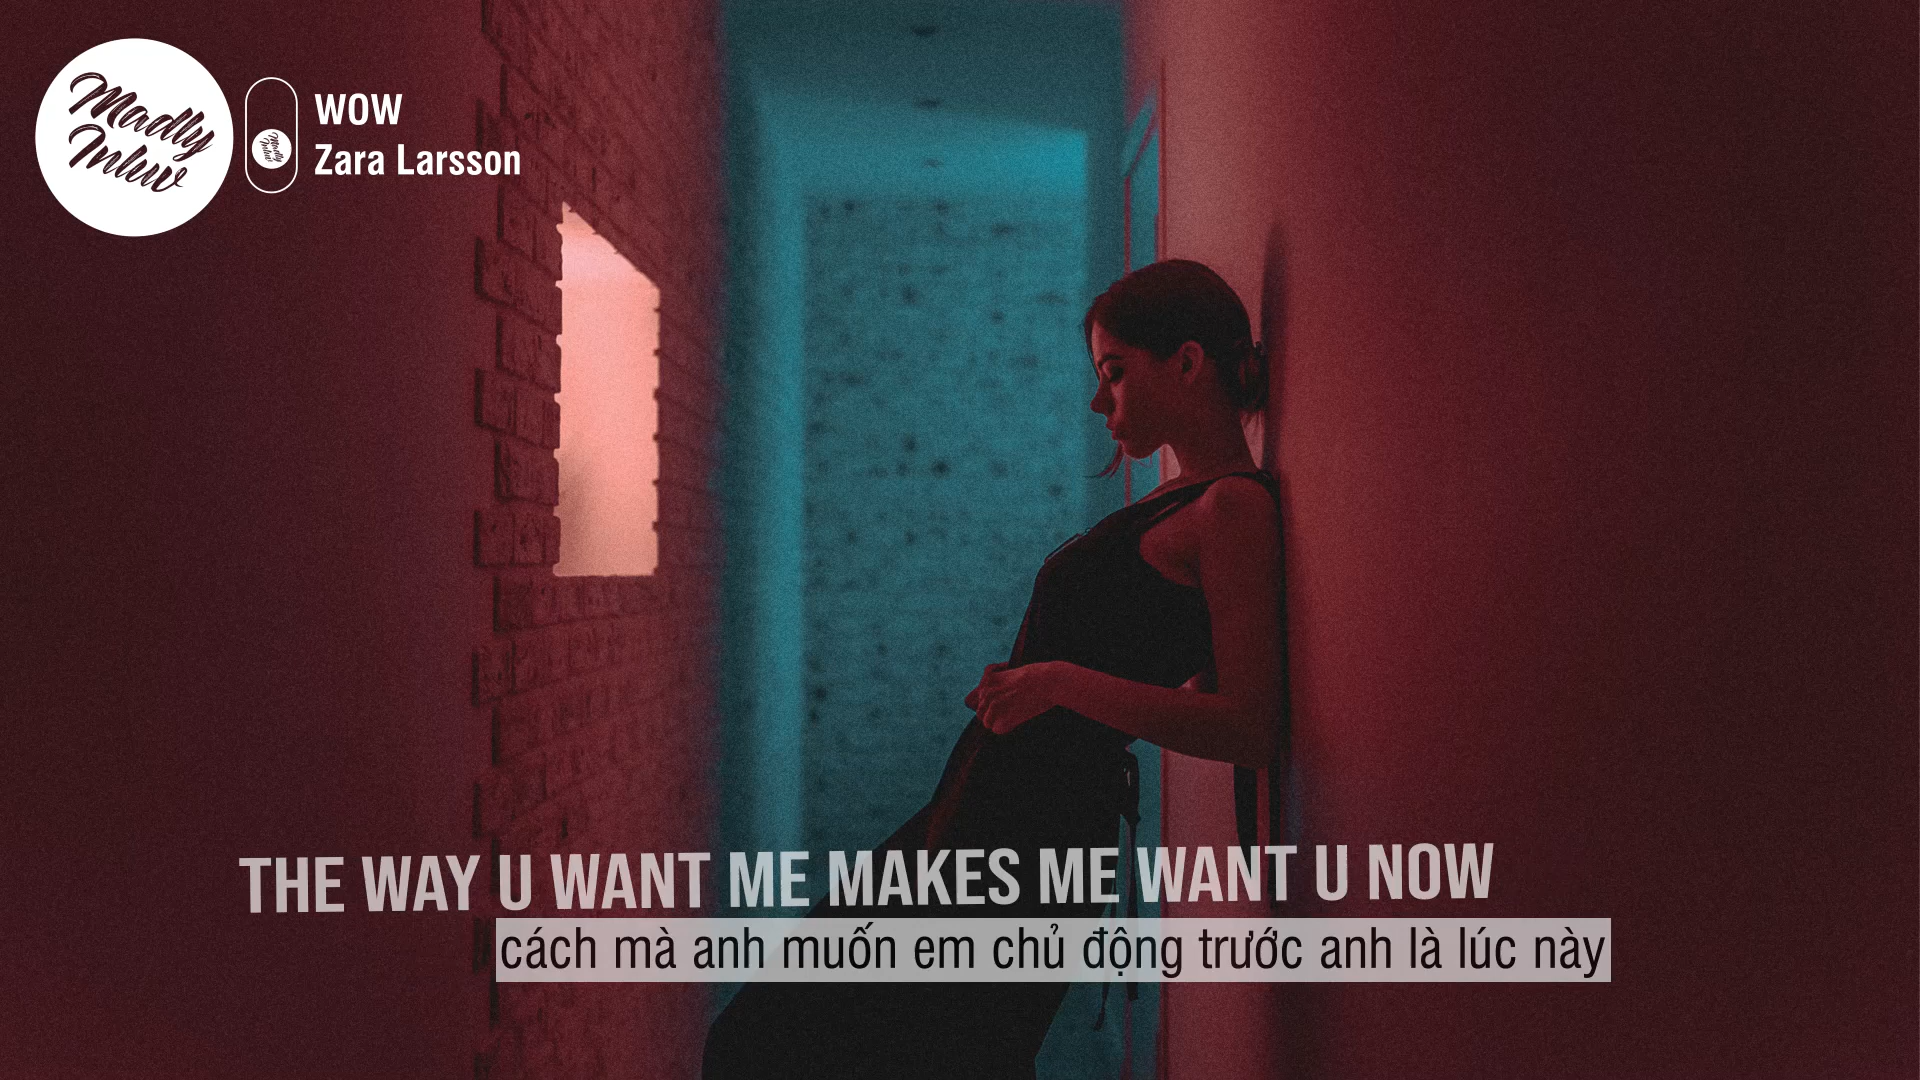 Madly
Inluv
WOW
Zara Larsson
THE WAY U WANT ME MAKES ME WANT U NOW
cách mà anh muốn em chủ động trước anh là lúc này